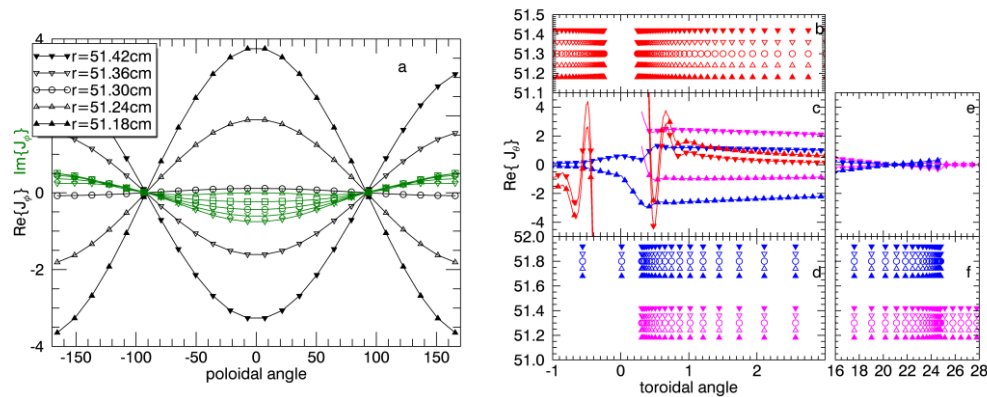 4
2
0
-2
-4
Im{J_ϕ}
Re{J_ϕ}
r=51.42cm
r=51.36cm
r=51.30cm
r=51.24cm
r=51.18cm
a
-150 -100 -50 0 50 100 150
poloidal angle
51.5
51.4
51.3
51.2
51.1
b
4
2
0
-2
-4
Re{ J_θ}
c
e
52.0
51.8
51.6
51.4
51.2
51.0
d
f
-1 0 1 2
16 18 20 22 24 26 28
toroidal angle